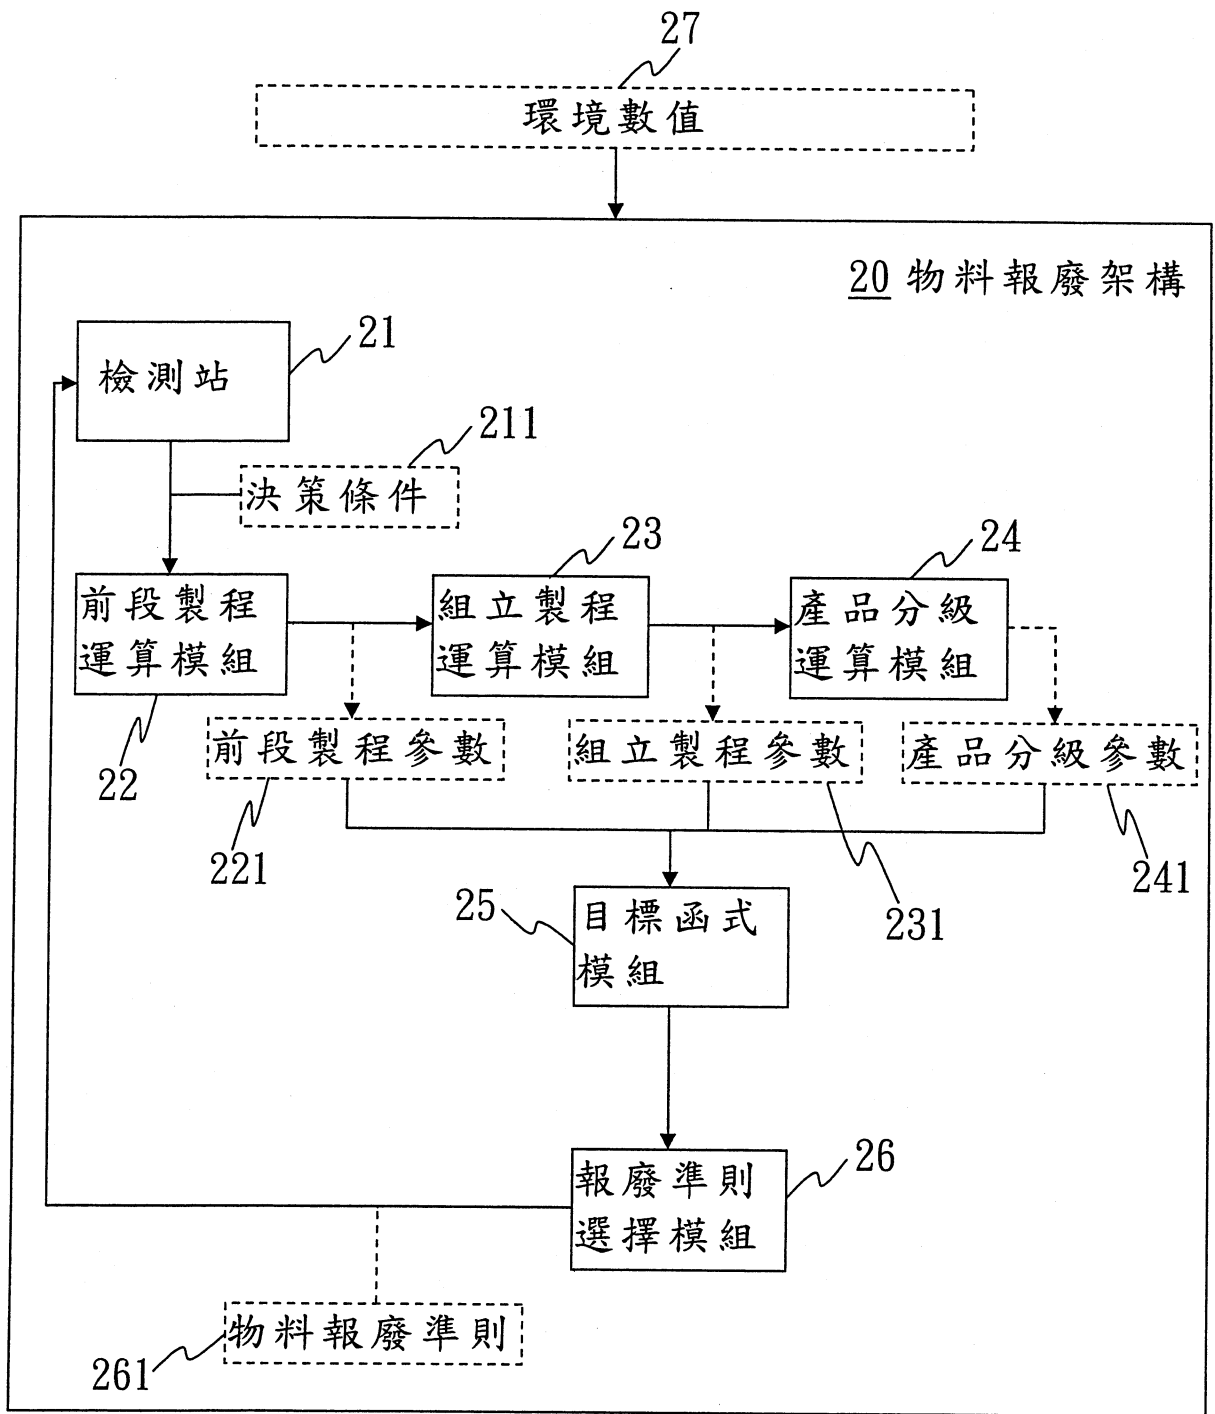 27
環境數值
20 物料報廢架構
21
檢測站
211
決策條件
23
24
前段製程
運算模組
組立製程
運算模組
產品分級
運算模組
22
前段製程參數
組立製程參數
產品分級參數
221
231
241
25
目標函式
模組
26
報廢準則
選擇模組
物料報廢準則
261